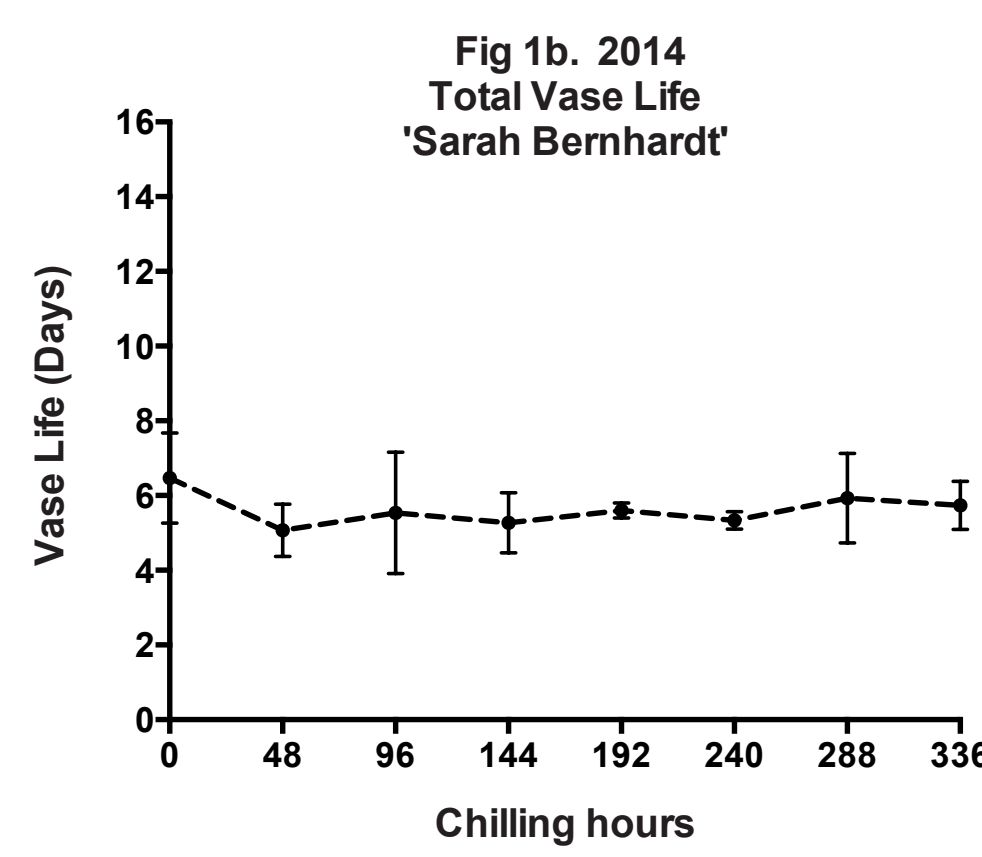 Fig 1b.  2014
Total Vase Life
'Sarah Bernhardt'
16
14
12
10
8
6
4
2
0
Vase Life (Days)
0 48 96 144 192 240 288 336
Chilling hours